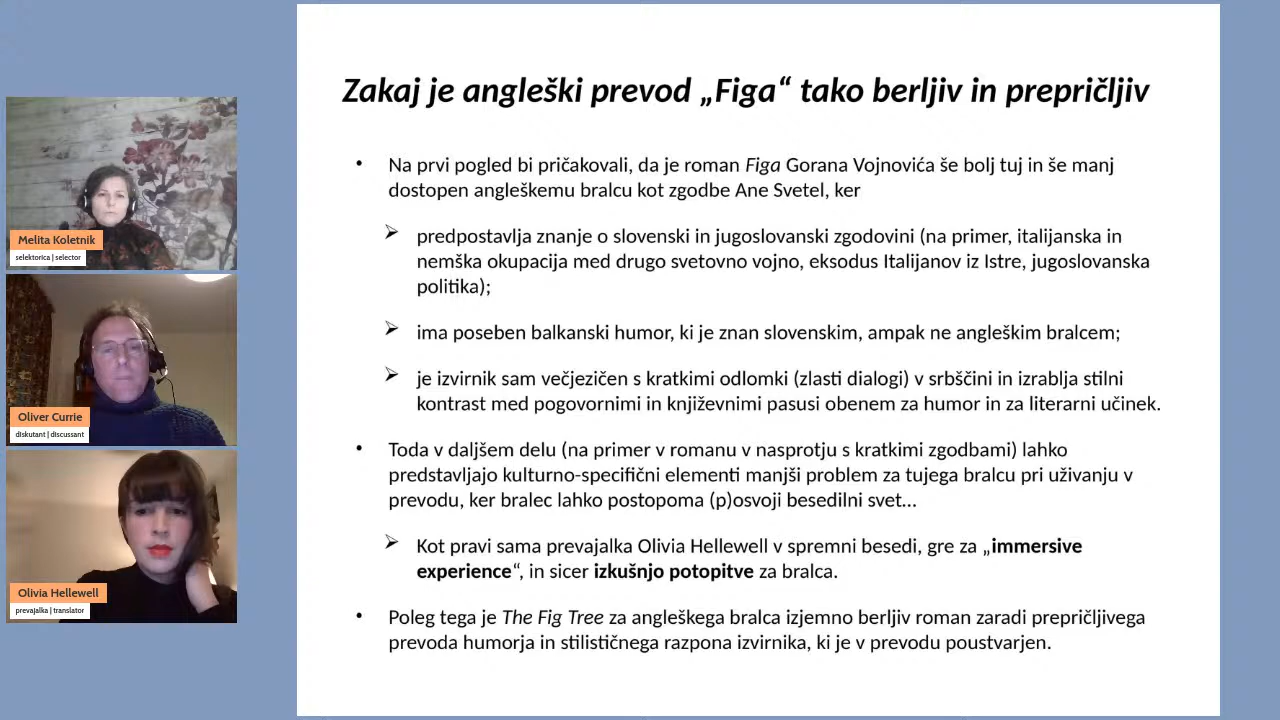 Zakaj je angleški prevod „Figa“ tako berljiv in prepričljiv
• Na prvi pogled bi pričakovali, da je roman Figa Gorana Vojnovića še bolj tuj in še manj
dostopen angleškemu bralcu kot zgodbe Ane Svetel, ker
➢ predpostavlja znanje o slovenski in jugoslovanski zgodovini (na primer, italijanska in
nemška okupacija med drugo svetovno vojno, eksodus Italijanov iz Istre, jugoslovanska
politika);
➢ ima poseben balkanski humor, ki je znan slovenskim, ampak ne angleškim bralcem;
➢ je izvirnik sam večjezičen s kratkimi odlomki (zlasti dialogi) v srbščini in izrablja stilni
kontrast med pogovornimi in književnimi pasusi obenem za humor in za literarni učinek.
• Toda v daljšem delu (na primer v romanu v nasprotju s kratkimi zgodbami) lahko
predstavljajo kulturno-specifični elementi manjši problem za tujega bralcu pri uživanju v
prevodu, ker bralec lahko postopoma (p)osvoji besedilni svet…
➢ Kot pravi sama prevajalka Olivia Hellewell v spremni besedi, gre za „immersive
experience“, in sicer izkušnjo potopitve za bralca.
• Poleg tega je The Fig Tree za angleškega bralca izjemno berljiv roman zaradi prepričljivega
prevoda humorja in stilističnega razpona izvirnika, ki je v prevodu poustvarjen.
Melita Koletnik
selektorica | selector
Oliver Currie
diskutant | discussant
Olivia Hellewell
prevajalka | translator